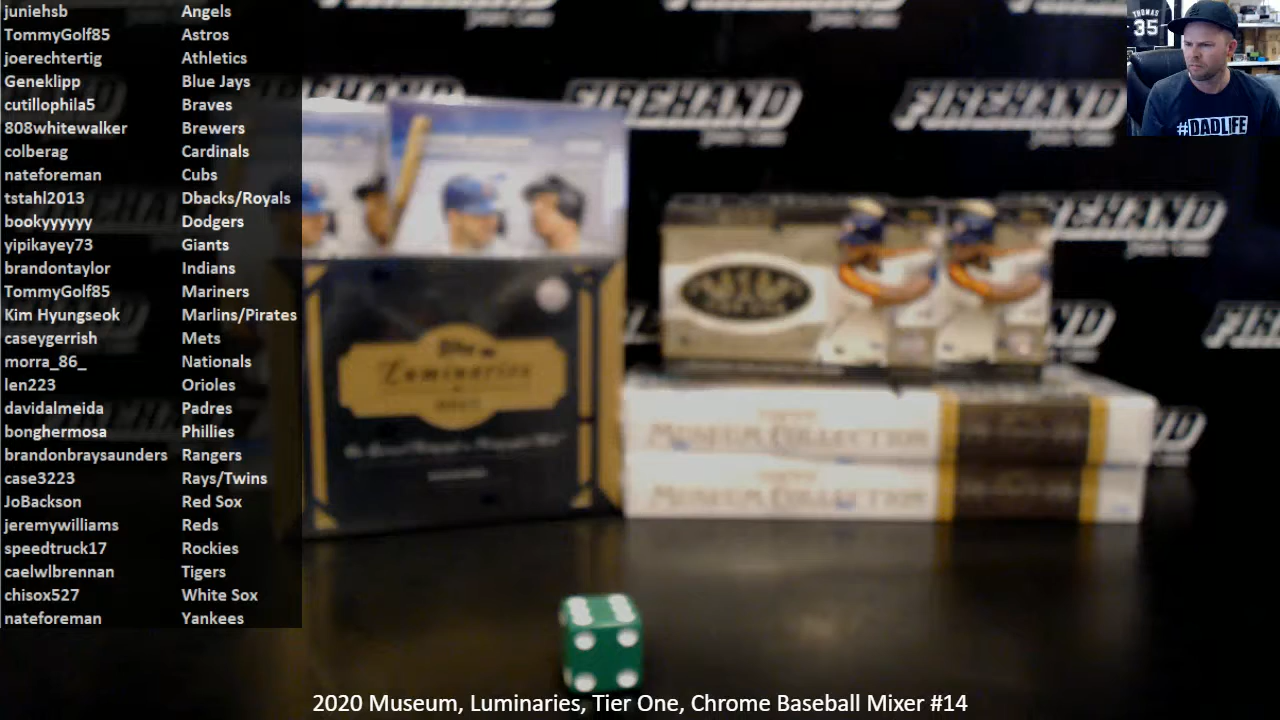 juniehsb Angels
TommyGolf85 Astros
joerechtertig Athletics
Geneklipp Blue Jays
cutillophila5 Braves
808whitewalker Brewers
colberag Cardinals
nateforeman Cubs
tstahl2013 Dbacks/Royals
bookyyyyyy Dodgers
yipikayey73 Giants
brandontaylor Indians
TommyGolf85 Mariners
Kim Hyungseok Marlins/Pirates
caseygerrish Mets
morra_86_ Nationals
len223 Orioles
davidalmeida Padres
bonghermosa Phillies
brandonbraysaunders Rangers
case3223 Rays/Twins
JoBackson Red Sox
jeremywilliams Reds
speedtruck17 Rockies
caelwlbrennan Tigers
chisox527 White Sox
nateforeman Yankees
THOMAS
35
#DADLIFE
FIREHAND
FIREHAND
FIREHAND
Luminaries
MUSEUM COLLECTION
MUSEUM COLLECTION
2020 Museum, Luminaries, Tier One, Chrome Baseball Mixer #14